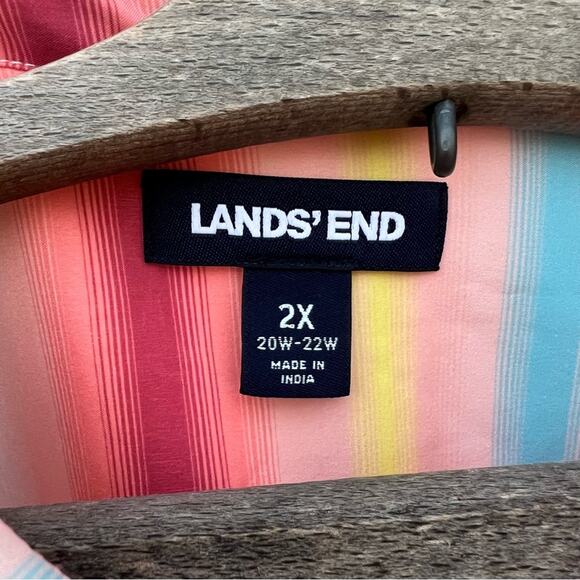 LANDS' END
2X
20W-22W
MADE IN
INDIA